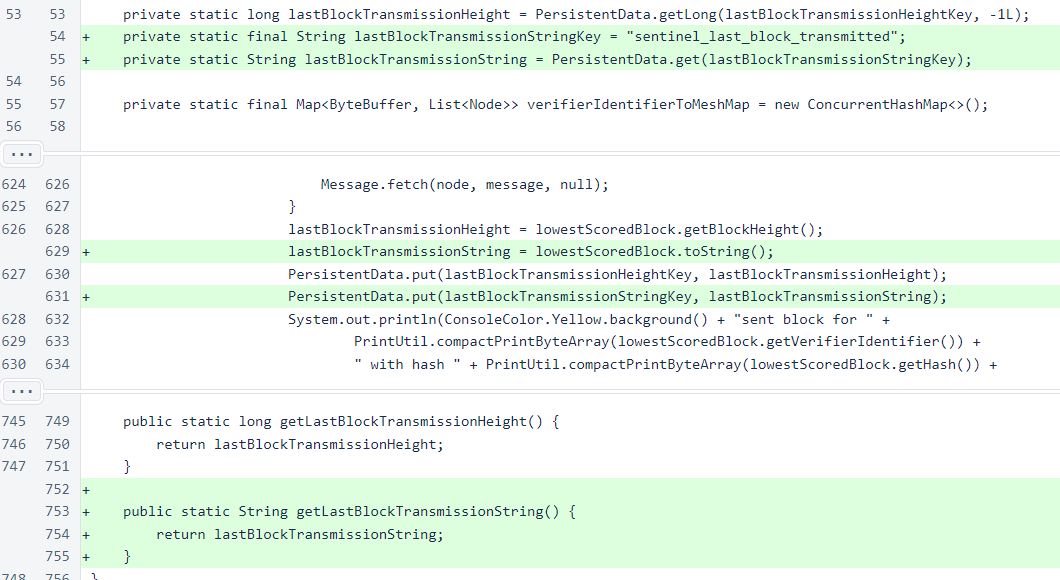 53 53 private static long lastBlockTransmissionHeight = PersistentData.getLong(lastBlockTransmissionHeightKey, -1L);
54 + private static final String lastBlockTransmissionStringKey = "sentinel_last_block_transmitted";
55 + private static String lastBlockTransmissionString = PersistentData.get(lastBlockTransmissionStringKey);
54 56
55 57 private static final Map<ByteBuffer, List<Node>> verifierIdentifierToMeshMap = new ConcurrentHashMap<>();
56 58
...
624 626 Message.fetch(node, message, null);
625 627 }
626 628 lastBlockTransmissionHeight = lowestScoredBlock.getBlockHeight();
629 + lastBlockTransmissionString = lowestScoredBlock.toString();
627 630 PersistentData.put(lastBlockTransmissionHeightKey, lastBlockTransmissionHeight);
631 + PersistentData.put(lastBlockTransmissionStringKey, lastBlockTransmissionString);
628 632 System.out.println(ConsoleColor.Yellow.background() + "sent block for " +
629 633 PrintUtil.compactPrintByteArray(lowestScoredBlock.getVerifierIdentifier()) +
630 634 " with hash " + PrintUtil.compactPrintByteArray(lowestScoredBlock.getHash()) +
...
745 749 public static long getLastBlockTransmissionHeight() {
746 750 return lastBlockTransmissionHeight;
747 751 }
752 +
753 + public static String getLastBlockTransmissionString() {
754 + return lastBlockTransmissionString;
755 + }
748 756 }